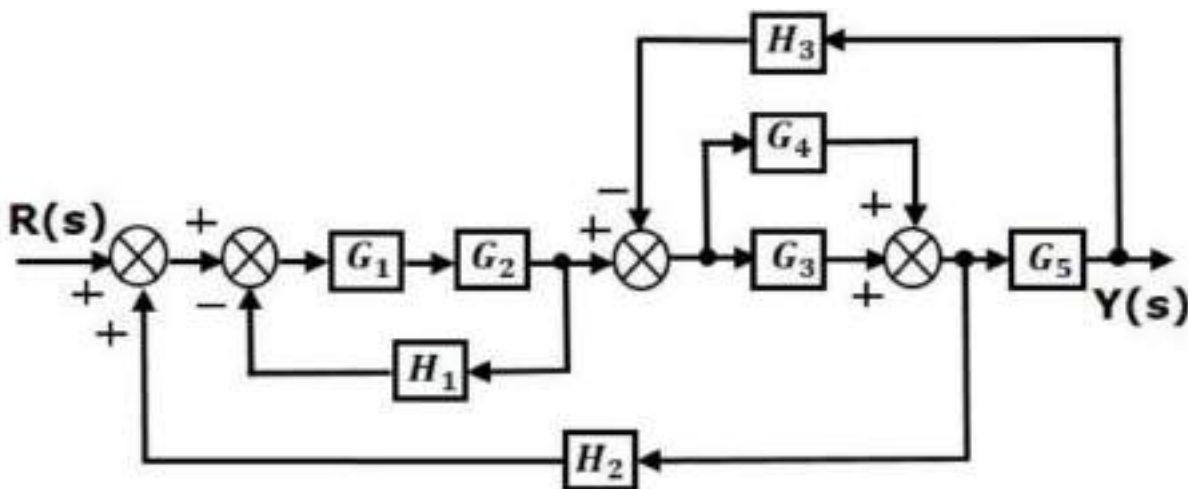 H₃
G₄
R(s)
+
−
+
+
G₁
G₂
G₃
G₅
+
−
+
+
Y(s)
H₁
H₂